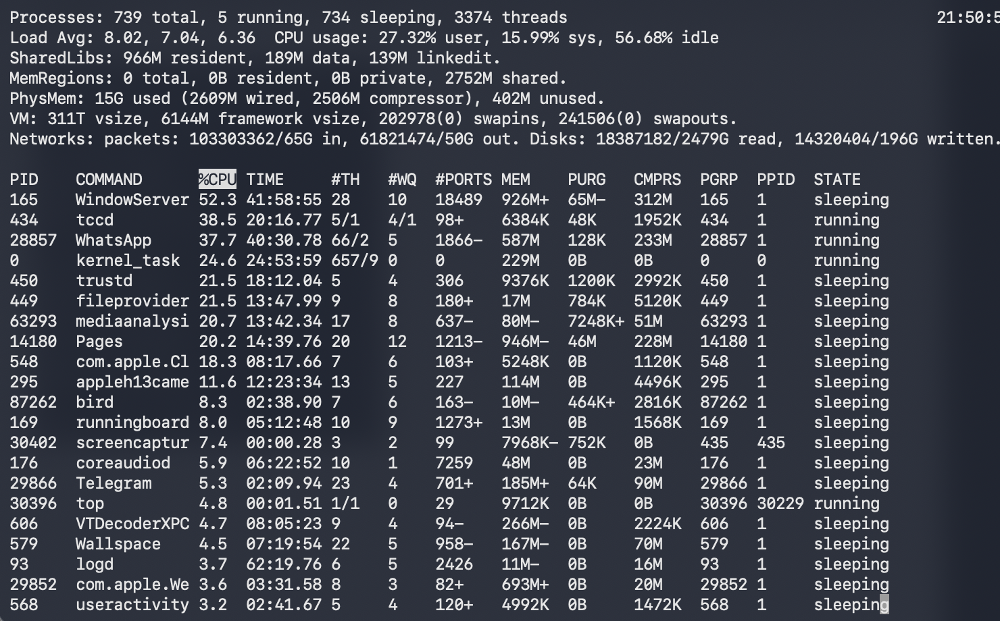 Processes: 739 total, 5 running, 734 sleeping, 3374 threads 21:50:5
Load Avg: 8.02, 7.04, 6.36  CPU usage: 27.32% user, 15.99% sys, 56.68% idle
SharedLibs: 966M resident, 189M data, 139M linkedit.
MemRegions: 0 total, 0B resident, 0B private, 2752M shared.
PhysMem: 15G used (2609M wired, 2506M compressor), 402M unused.
VM: 311T vsize, 6144M framework vsize, 202978(0) swapins, 241506(0) swapouts.
Networks: packets: 103303362/65G in, 61821474/50G out. Disks: 18387182/2479G read, 14320404/196G written.
PID    COMMAND      %CPU TIME     #TH   #WQ  #PORTS MEM    PURG   CMPRS  PGRP  PPID  STATE
165    WindowServer 52.3 41:58:55 28    10   18489  926M+  65M-   312M   165   1     sleeping
434    tccd         38.5 20:16.77 5/1   4/1  98+    6384K  48K    1952K  434   1     running
28857  WhatsApp     37.7 40:30.78 66/2  5    1866-  587M   128K   233M   28857 1     running
0      kernel_task  24.6 24:53:59 657/9 0    0      229M   0B     0B     0     0     running
450    trustd       21.5 18:12.04 5     4    306    9376K  1200K  2992K  450   1     sleeping
449    fileprovider 21.5 13:47.99 9     8    180+   17M    784K   5120K  449   1     sleeping
63293  mediaanalysi 20.7 13:42.34 17    8    637-   80M-   7248K+ 51M    63293 1     sleeping
14180  Pages        20.2 14:39.76 20    12   1213-  946M-  46M    228M   14180 1     sleeping
548    com.apple.Cl 18.3 08:17.66 7     6    103+   5248K  0B     1120K  548   1     sleeping
295    appleh13came 11.6 12:23:34 13    5    227    114M   0B     4496K  295   1     sleeping
87262  bird         8.3  02:38.90 7     6    163-   10M-   464K+  2816K  87262 1     sleeping
169    runningboard 8.0  05:12:48 10    9    1273+  13M    0B     1568K  169   1     sleeping
30402  screencaptur 7.4  00:00.28 3     2    99     7968K- 752K   0B     435   435   sleeping
176    coreaudiod   5.9  06:22:52 10    1    7259   48M    0B     23M    176   1     sleeping
29866  Telegram     5.3  02:09.94 23    4    701+   185M+  64K    90M    29866 1     sleeping
30396  top          4.8  00:01.51 1/1   0    29     9712K  0B     0B     30396 30229 running
606    VTDecoderXPC 4.7  08:05:23 9     4    94-    266M-  0B     2224K  606   1     sleeping
579    Wallspace    4.5  07:19:54 22    5    958-   167M-  0B     70M    579   1     sleeping
93     logd         3.7  62:19.76 6     5    2426   11M-   0B     16M    93    1     sleeping
29852  com.apple.We 3.6  03:31.58 8     3    82+    693M+  0B     20M    29852 1     sleeping
568    useractivity 3.2  02:41.67 5     4    120+   4992K  0B     1472K  568   1     sleeping